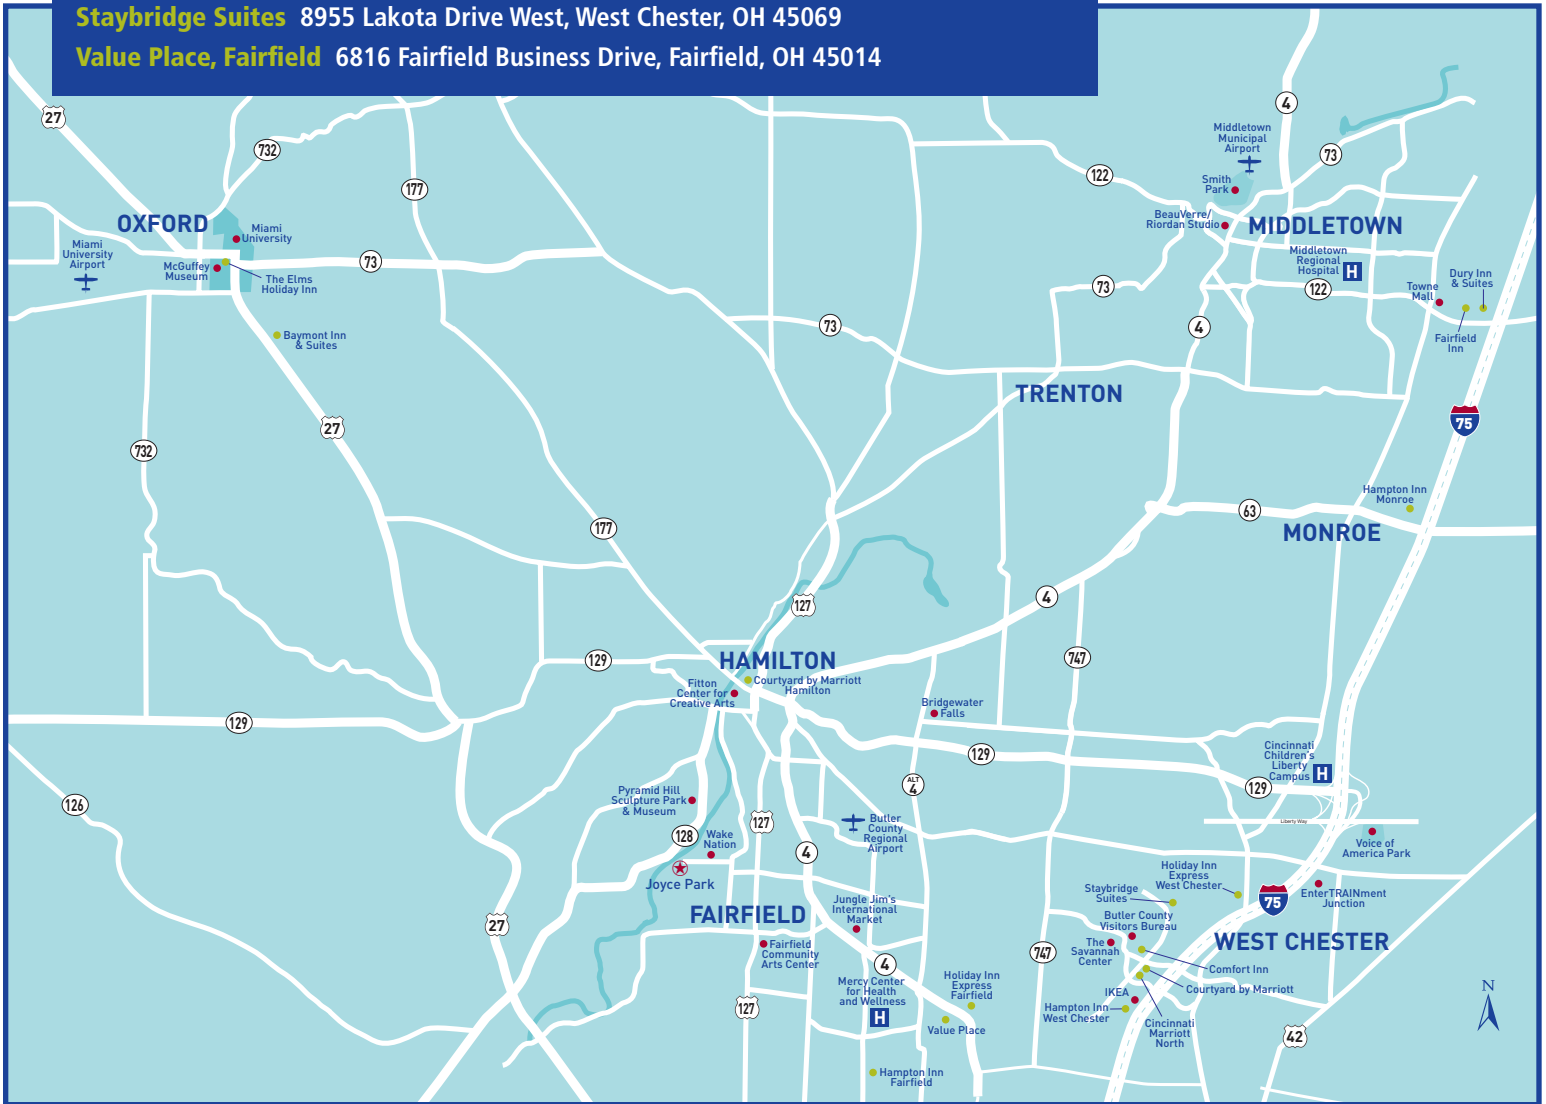 Staybridge Suites 8955 Lakota Drive West, West Chester, OH 45069
Value Place, Fairfield 6816 Fairfield Business Drive, Fairfield, OH 45014
27
732
177
OXFORD
Miami
University
Miami
University
Airport
McGuffey
Museum
The Elms
Holiday Inn
73
Baymont Inn
& Suites
27
732
177
73
4
Middletown
Municipal
Airport
73
122
Smith
Park
BeauVerre/
Riordan Studio
MIDDLETOWN
Middletown
Regional
Hospital
H
73
122
Towne
Mall
Dury Inn
& Suites
Fairfield
Inn
4
TRENTON
75
Hampton Inn
Monroe
63
MONROE
127
4
129
HAMILTON
747
Courtyard by Marriott
Hamilton
Fitton
Center for
Creative Arts
Bridgewater
Falls
129
129
Cincinnati
Children's
Liberty
Campus
H
129
ALT
4
126
Pyramid Hill
Sculpture Park
& Museum
127
Butler
County
Regional
Airport
Liberty Way
128
Wake
Nation
4
Voice of
America Park
Joyce Park
Holiday Inn
Express
West Chester
Staybridge
Suites
75
EnterTRAINment
Junction
FAIRFIELD
Jungle Jim's
International
Market
27
Butler County
Visitors Bureau
WEST CHESTER
Fairfield
Community
Arts Center
The
Savannah
Center
747
4
Comfort Inn
Mercy Center
for Health
and Wellness
H
Holiday Inn
Express
Fairfield
Courtyard by Marriott
IKEA
Hampton Inn
West Chester
127
Value Place
Cincinnati
Marriott
North
42
N
Hampton Inn
Fairfield